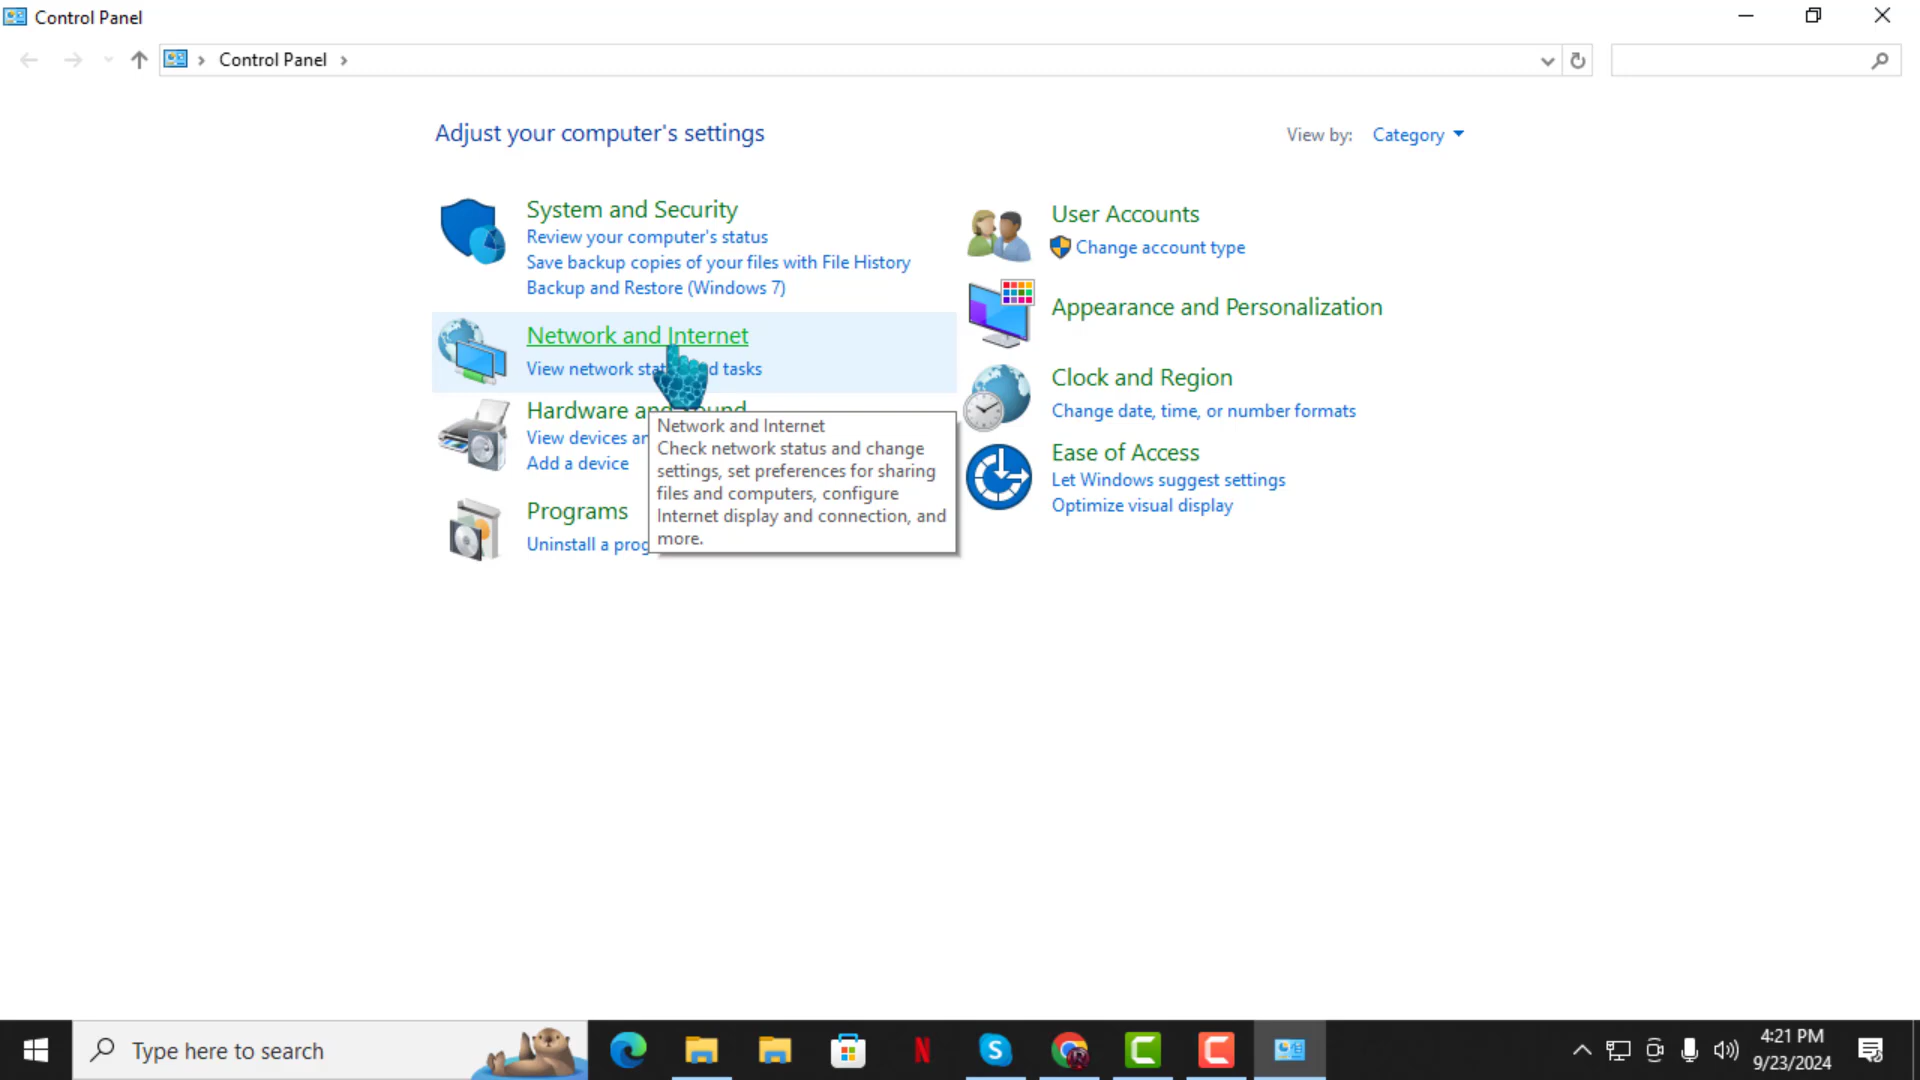 Control Panel
Control Panel
Adjust your computer's settings
View by: Category
System and Security
Review your computer's status
Save backup copies of your files with File History
Backup and Restore (Windows 7)
Network and Internet
View network stat d tasks
Hardware and ound
View devices an
Add a device
Programs
Uninstall a prog
Network and Internet
Check network status and change
settings, set preferences for sharing
files and computers, configure
Internet display and connection, and
more.
User Accounts
Change account type
Appearance and Personalization
Clock and Region
Change date, time, or number formats
Ease of Access
Let Windows suggest settings
Optimize visual display
Type here to search
N
S
4:21 PM
9/23/2024